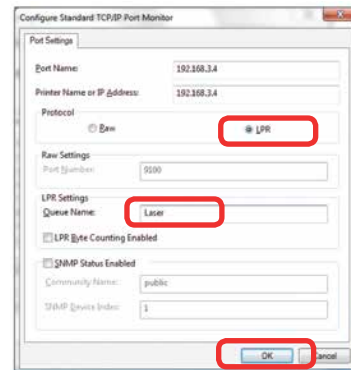 Configure Standard TCP/IP Port Monitor
Port Settings
Port Name: 192.168.3.4
Printer Name or IP Address: 192.168.3.4
Protocol
Raw LPR
Raw Settings
Port Number: 9100
LPR Settings
Queue Name: Laser
LPR Byte Counting Enabled
SNMP Status Enabled
Community Name: public
SNMP Device Index: 1
OK Cancel